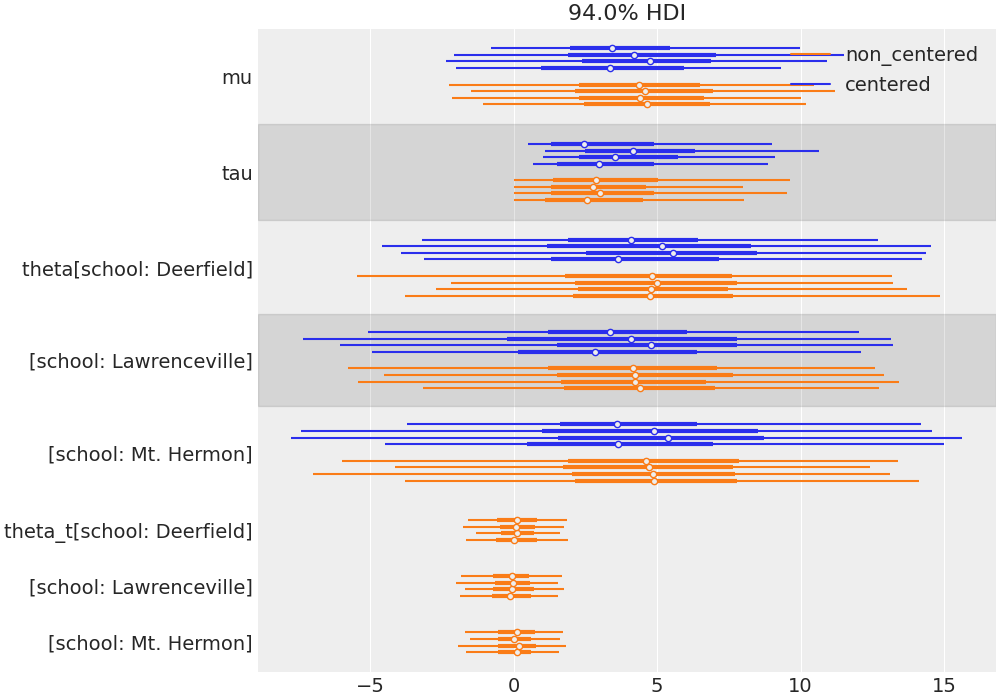 94.0% HDI
non_centered
centered
mu
tau
theta[school: Deerfield]
[school: Lawrenceville]
[school: Mt. Hermon]
theta_t[school: Deerfield]
[school: Lawrenceville]
[school: Mt. Hermon]
−5 0 5 10 15